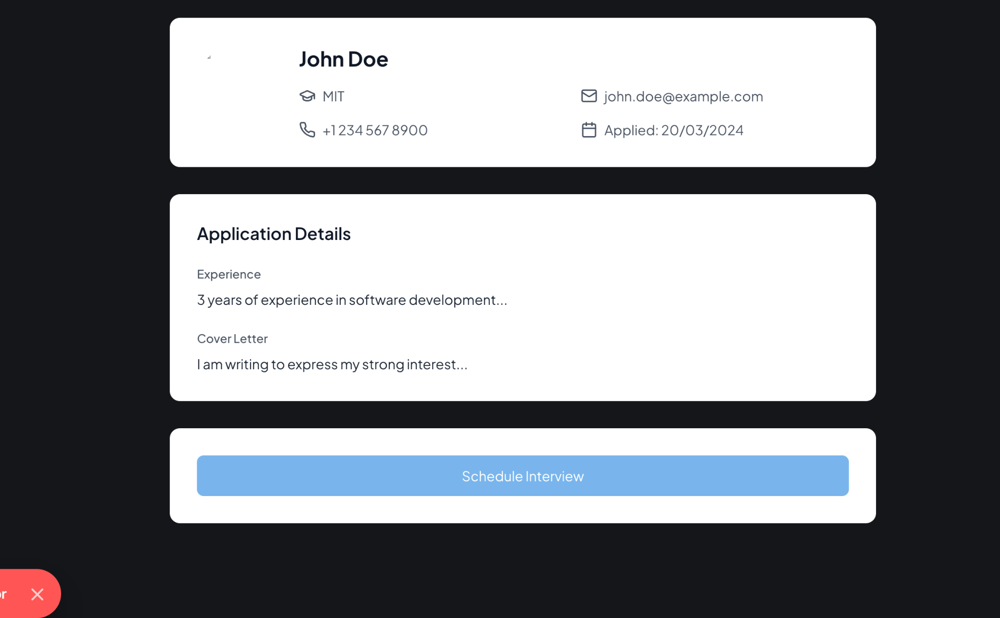 John Doe
MIT
john.doe@example.com
+1 234 567 8900
Applied: 20/03/2024
Application Details
Experience
3 years of experience in software development...
Cover Letter
I am writing to express my strong interest...
Schedule Interview